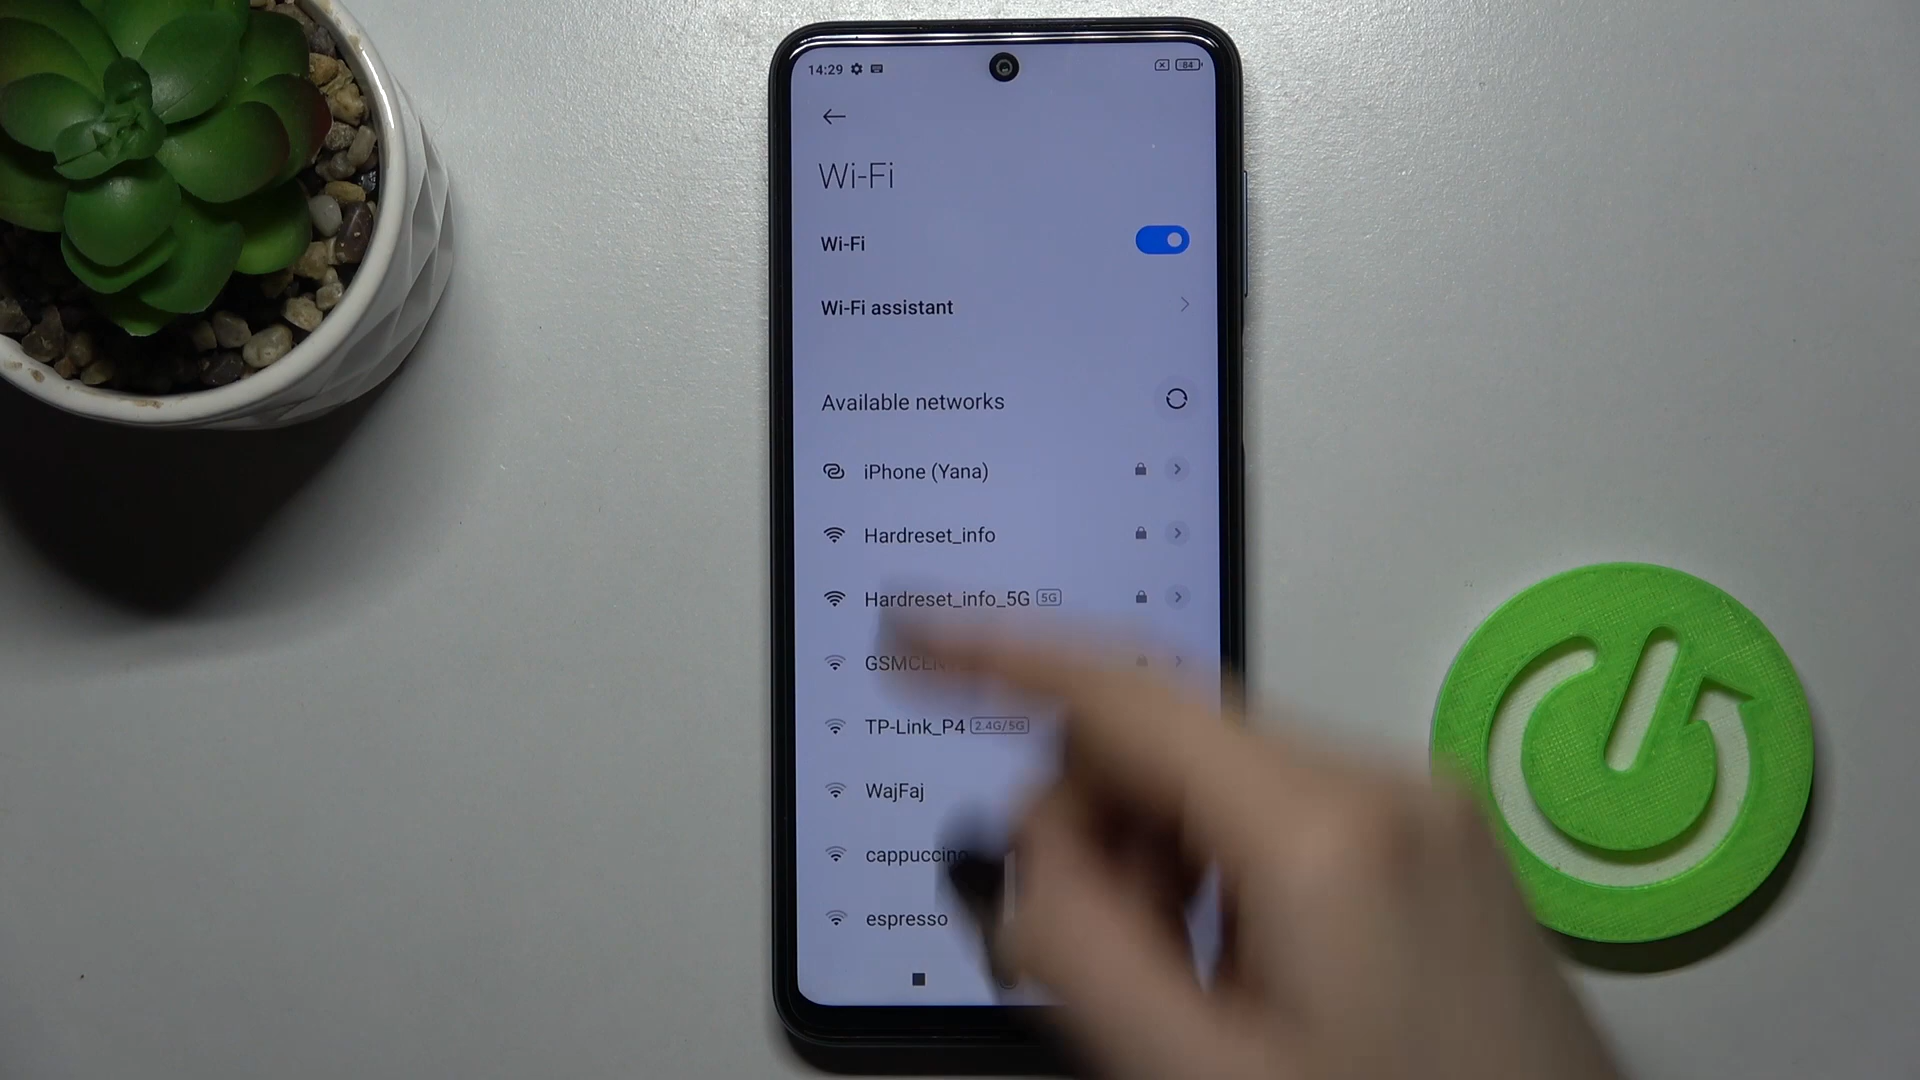 14:29
84
Wi-Fi
Wi-Fi
Wi-Fi assistant
Available networks
iPhone (Yana)
Hardreset_info
Hardreset_info_5G 5G
TP-Link_P4 2.4G/5G
WajFaj
cappuccino
espresso